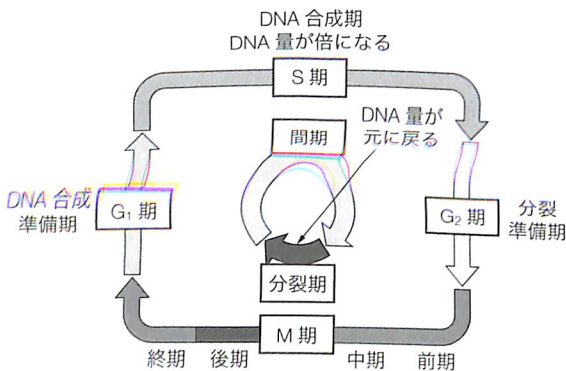 DNA 合成期
DNA 量が倍になる
S 期
DNA 量が
元に戻る
間期
DNA 合成
準備期
G₁ 期
G₂ 期
分裂
準備期
分裂期
M 期
終期
後期
中期
前期